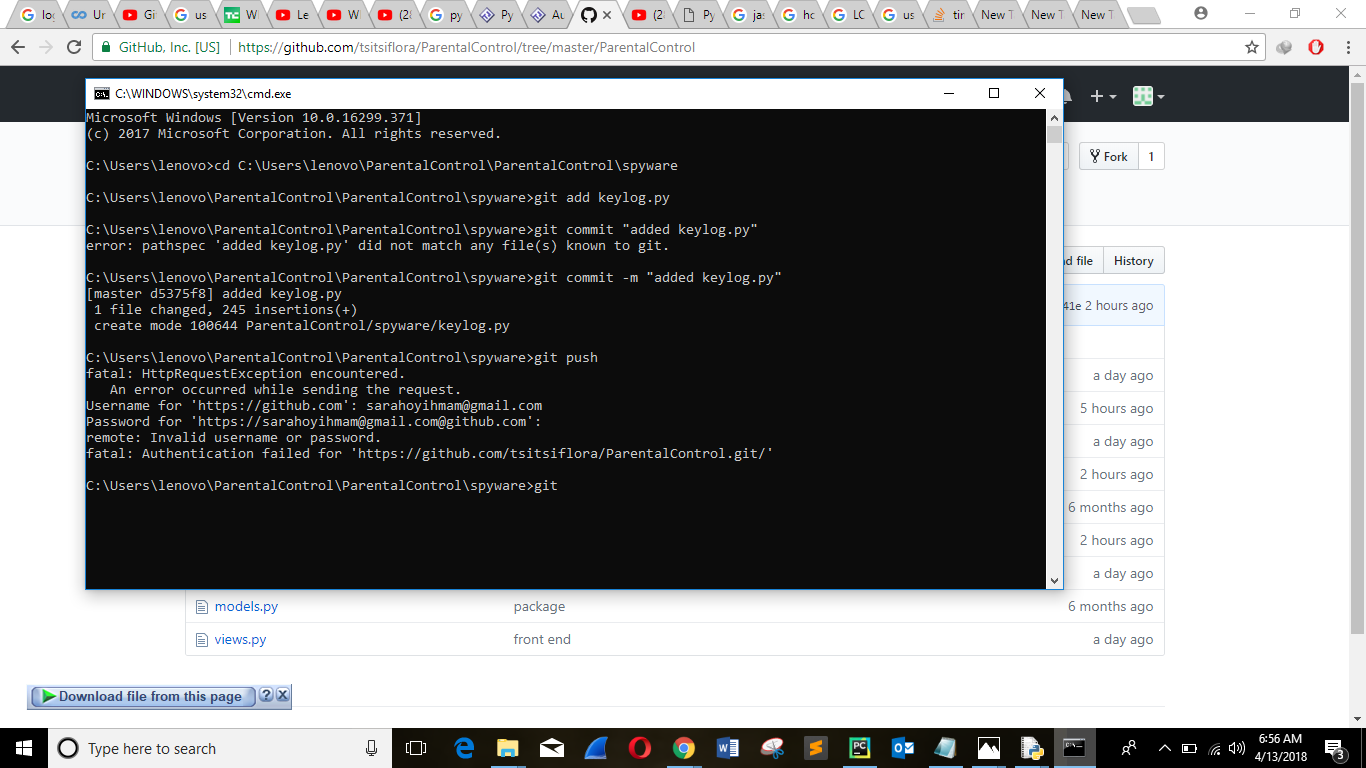 log
Ur
Gi
us
W
Le
WI
(2(
py
Py
Au
(2(
Py
jas
hc
LC
us
tir
New T
New T
New T
GitHub, Inc. [US]
https://github.com/tsitsiflora/ParentalControl/tree/master/ParentalControl
C:\WINDOWS\system32\cmd.exe
Microsoft Windows [Version 10.0.16299.371]
(c) 2017 Microsoft Corporation. All rights reserved.
C:\Users\lenovo>cd C:\Users\lenovo\ParentalControl\ParentalControl\spyware
C:\Users\lenovo\ParentalControl\ParentalControl\spyware>git add keylog.py
C:\Users\lenovo\ParentalControl\ParentalControl\spyware>git commit "added keylog.py"
error: pathspec 'added keylog.py' did not match any file(s) known to git.
C:\Users\lenovo\ParentalControl\ParentalControl\spyware>git commit -m "added keylog.py"
[master d5375f8] added keylog.py
1 file changed, 245 insertions(+)
create mode 100644 ParentalControl/spyware/keylog.py
C:\Users\lenovo\ParentalControl\ParentalControl\spyware>git push
fatal: HttpRequestException encountered.
An error occurred while sending the request.
Username for 'https://github.com': sarahoyihmam@gmail.com
Password for 'https://sarahoyihmam@gmail.com@github.com':
remote: Invalid username or password.
fatal: Authentication failed for 'https://github.com/tsitsiflora/ParentalControl.git/'
C:\Users\lenovo\ParentalControl\ParentalControl\spyware>git
Fork 1
d file History
41e 2 hours ago
a day ago
5 hours ago
a day ago
2 hours ago
6 months ago
2 hours ago
a day ago
models.py package 6 months ago
views.py front end a day ago
Download file from this page ? X
Type here to search
6:56 AM
4/13/2018
3